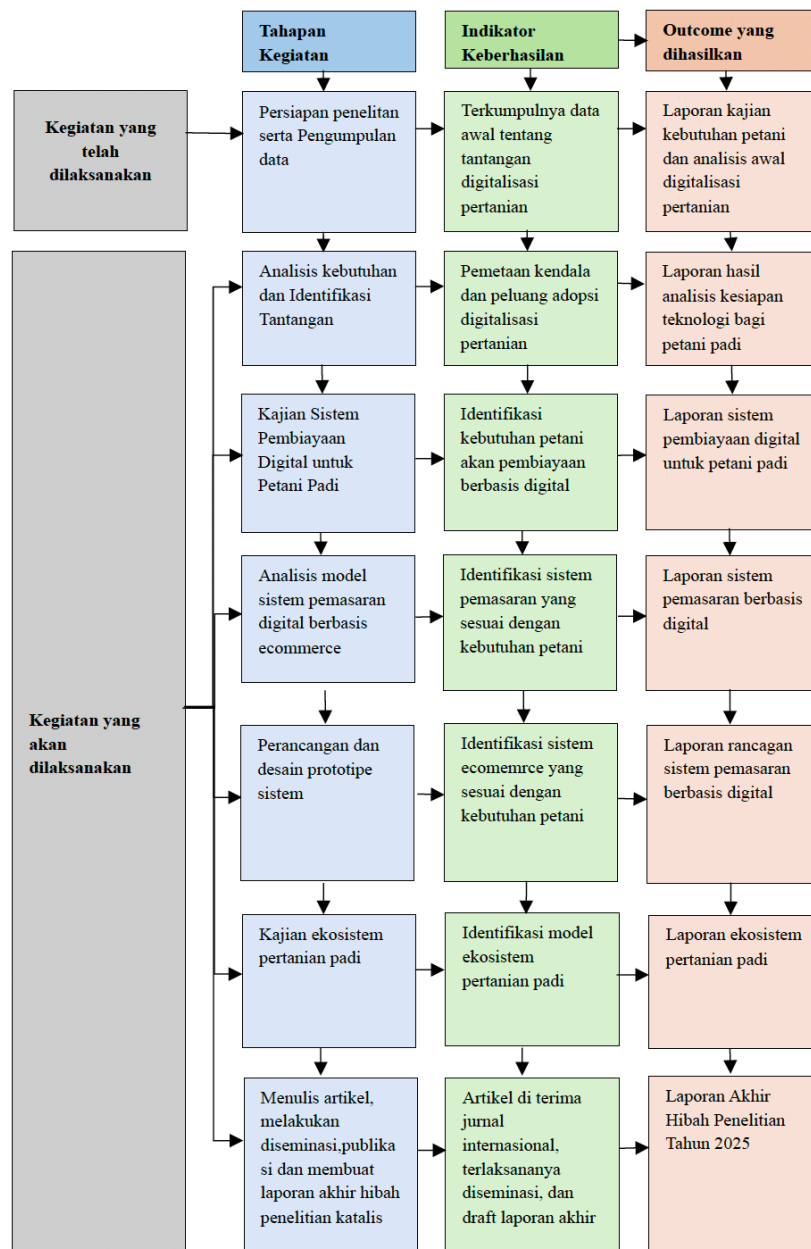 Tahapan
Kegiatan
Indikator
Keberhasilan
Outcome yang
dihasilkan
Kegiatan yang
telah
dilaksanakan
Persiapan penelitan
serta Pengumpulan
data
Terkumpulnya data
awal tentang
tantangan
digitalisasi
pertanian
Laporan kajian
kebutuhan petani
dan analisis awal
digitalisasi
pertanian
Kegiatan yang
akan
dilaksanakan
Analisis kebutuhan
dan Identifikasi
Tantangan
Pemetaan kendala
dan peluang adopsi
digitalisasi
pertanian
Laporan hasil
analisis kesiapan
teknologi bagi
petani padi
Kajian Sistem
Pembiayaan
Digital untuk
Petani Padi
Identifikasi
kebutuhan petani
akan pembiayaan
berbasis digital
Laporan sistem
pembiayaan digital
untuk petani padi
Analisis model
sistem pemasaran
digital berbasis
ecommerce
Identifikasi sistem
pemasaran yang
sesuai dengan
kebutuhan petani
Laporan sistem
pemasaran berbasis
digital
Perancangan dan
desain prototipe
sistem
Identifikasi sistem
ecomemrce yang
sesuai dengan
kebutuhan petani
Laporan rancagan
sistem pemasaran
berbasis digital
Kajian ekosistem
pertanian padi
Identifikasi model
ekosistem
pertanian padi
Laporan ekosistem
pertanian padi
Menulis artikel,
melakukan
diseminasi,publika
si dan membuat
laporan akhir hibah
penelitian katalis
Artikel di terima
jurnal
internasional,
terlaksananya
diseminasi, dan
draft laporan akhir
Laporan Akhir
Hibah Penelitian
Tahun 2025